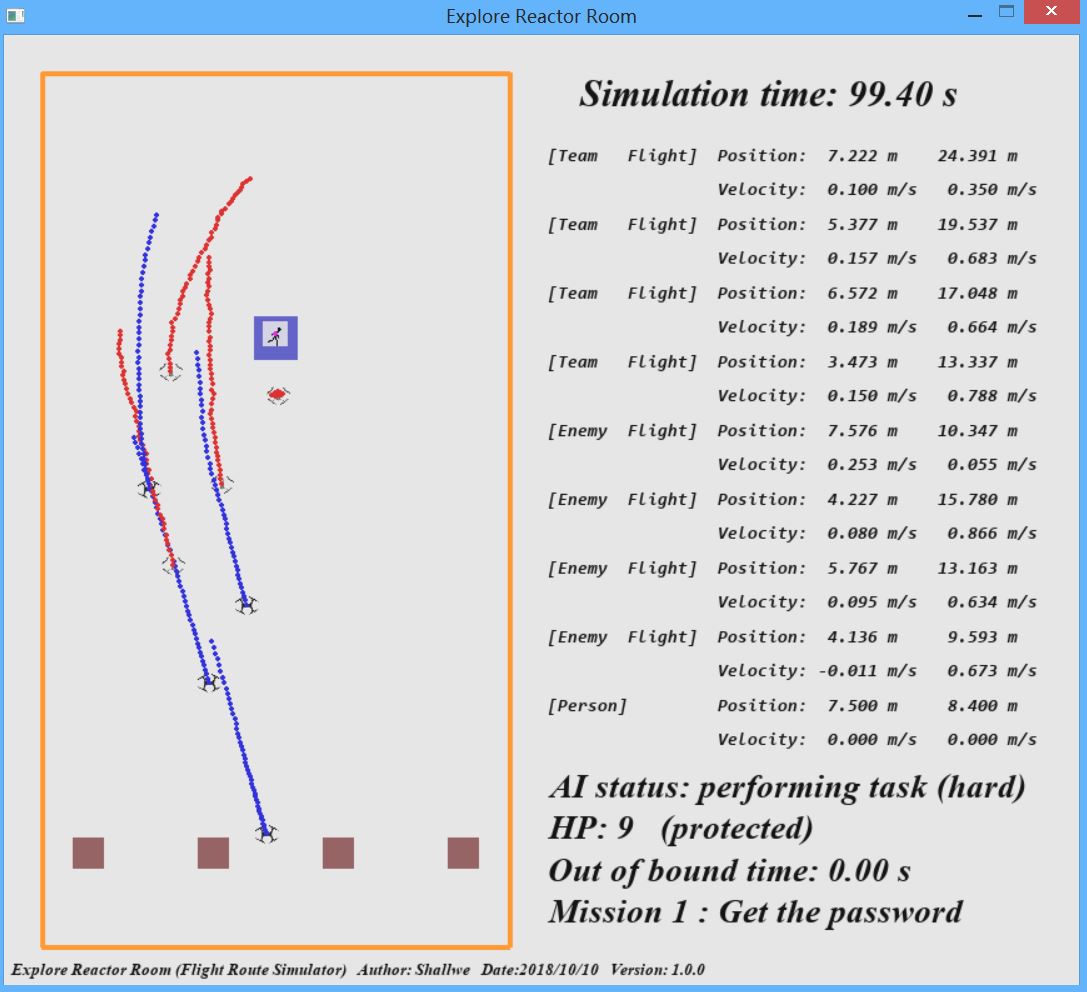 Explore Reactor Room
Simulation time: 99.40 s
[Team Flight] Position: 7.222 m 24.391 m
Velocity: 0.100 m/s 0.350 m/s
[Team Flight] Position: 5.377 m 19.537 m
Velocity: 0.157 m/s 0.683 m/s
[Team Flight] Position: 6.572 m 17.048 m
Velocity: 0.189 m/s 0.664 m/s
[Team Flight] Position: 3.473 m 13.337 m
Velocity: 0.150 m/s 0.788 m/s
[Enemy Flight] Position: 7.576 m 10.347 m
Velocity: 0.253 m/s 0.055 m/s
[Enemy Flight] Position: 4.227 m 15.780 m
Velocity: 0.080 m/s 0.866 m/s
[Enemy Flight] Position: 5.767 m 13.163 m
Velocity: 0.095 m/s 0.634 m/s
[Enemy Flight] Position: 4.136 m 9.593 m
Velocity: -0.011 m/s 0.673 m/s
[Person] Position: 7.500 m 8.400 m
Velocity: 0.000 m/s 0.000 m/s
AI status: performing task (hard)
HP: 9 (protected)
Out of bound time: 0.00 s
Mission 1 : Get the password
Explore Reactor Room (Flight Route Simulator) Author: Shallwe Date:2018/10/10 Version: 1.0.0